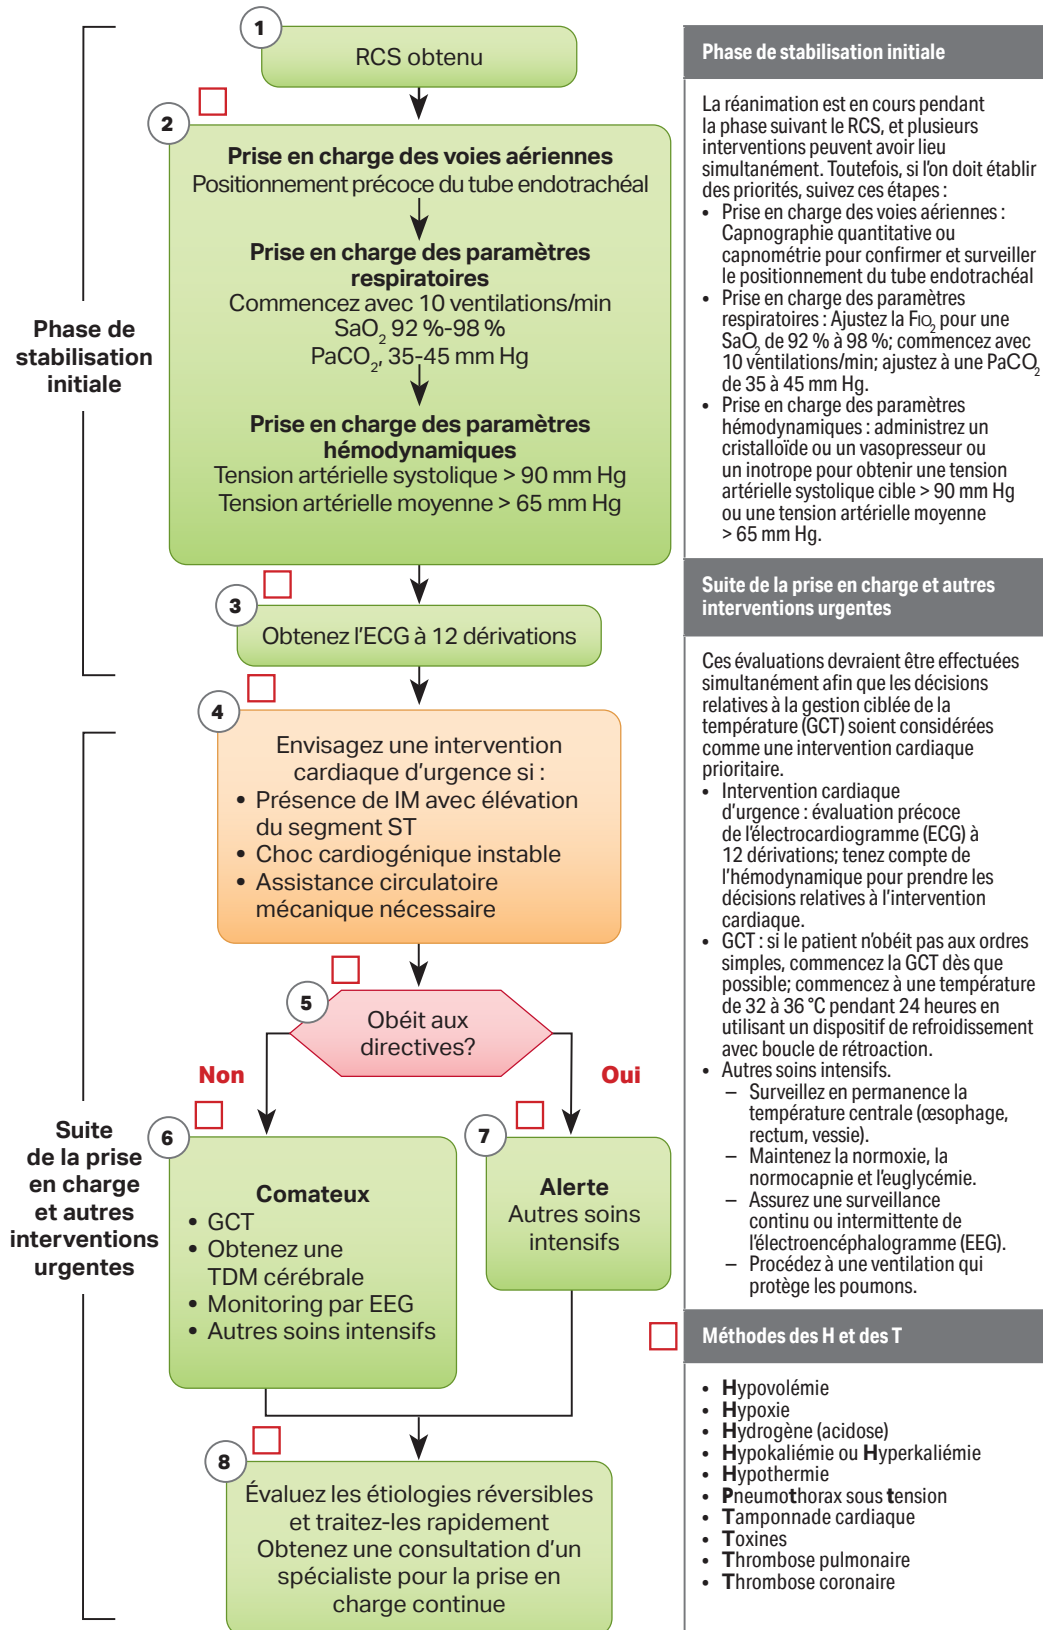 Phase de
stabilisation
initiale
1
RCS obtenu
2
Prise en charge des voies aériennes
Positionnement précoce du tube endotrachéal
Prise en charge des paramètres
respiratoires
Commencez avec 10 ventilations/min
SaO2 92 %-98 %
PaCO2, 35-45 mm Hg
Prise en charge des paramètres
hémodynamiques
Tension artérielle systolique > 90 mm Hg
Tension artérielle moyenne > 65 mm Hg
3
Obtenez l'ECG à 12 dérivations
Suite
de la prise
en charge
et autres
interventions
urgentes
4
Envisagez une intervention
cardiaque d'urgence si :
• Présence de IM avec élévation
du segment ST
• Choc cardiogénique instable
• Assistance circulatoire
mécanique nécessaire
5
Obéit aux
directives?
Non
Oui
6
Comateux
• GCT
• Obtenez une
TDM cérébrale
• Monitoring par EEG
• Autres soins intensifs
7
Alerte
Autres soins
intensifs
8
Évaluez les étiologies réversibles
et traitez-les rapidement
Obtenez une consultation d'un
spécialiste pour la prise en
charge continue
Phase de stabilisation initiale
La réanimation est en cours pendant
la phase suivant le RCS, et plusieurs
interventions peuvent avoir lieu
simultanément. Toutefois, si l'on doit établir
des priorités, suivez ces étapes :
• Prise en charge des voies aériennes :
Capnographie quantitative ou
capnométrie pour confirmer et surveiller
le positionnement du tube endotrachéal
• Prise en charge des paramètres
respiratoires : Ajustez la FIO2 pour une
SaO2 de 92 % à 98 %; commencez avec
10 ventilations/min; ajustez à une PaCO2
de 35 à 45 mm Hg.
• Prise en charge des paramètres
hémodynamiques : administrez un
cristalloïde ou un vasopresseur ou
un inotrope pour obtenir une tension
artérielle systolique cible > 90 mm Hg
ou une tension artérielle moyenne
> 65 mm Hg.
Suite de la prise en charge et autres
interventions urgentes
Ces évaluations devraient être effectuées
simultanément afin que les décisions
relatives à la gestion ciblée de la
température (GCT) soient considérées
comme une intervention cardiaque
prioritaire.
• Intervention cardiaque
d'urgence : évaluation précoce
de l'électrocardiogramme (ECG) à
12 dérivations; tenez compte de
l'hémodynamique pour prendre les
décisions relatives à l'intervention
cardiaque.
• GCT : si le patient n'obéit pas aux ordres
simples, commencez la GCT dès que
possible; commencez à une température
de 32 à 36 °C pendant 24 heures en
utilisant un dispositif de refroidissement
avec boucle de rétroaction.
• Autres soins intensifs.
– Surveillez en permanence la
température centrale (œsophage,
rectum, vessie).
– Maintenez la normoxie, la
normocapnie et l'euglycémie.
– Assurez une surveillance
continu ou intermittente de
l'électroencéphalogramme (EEG).
– Procédez à une ventilation qui
protège les poumons.
Méthodes des H et des T
• Hypovolémie
• Hypoxie
• Hydrogène (acidose)
• Hypokaliémie ou Hyperkaliémie
• Hypothermie
• Pneumothorax sous tension
• Tamponnade cardiaque
• Toxines
• Thrombose pulmonaire
• Thrombose coronaire